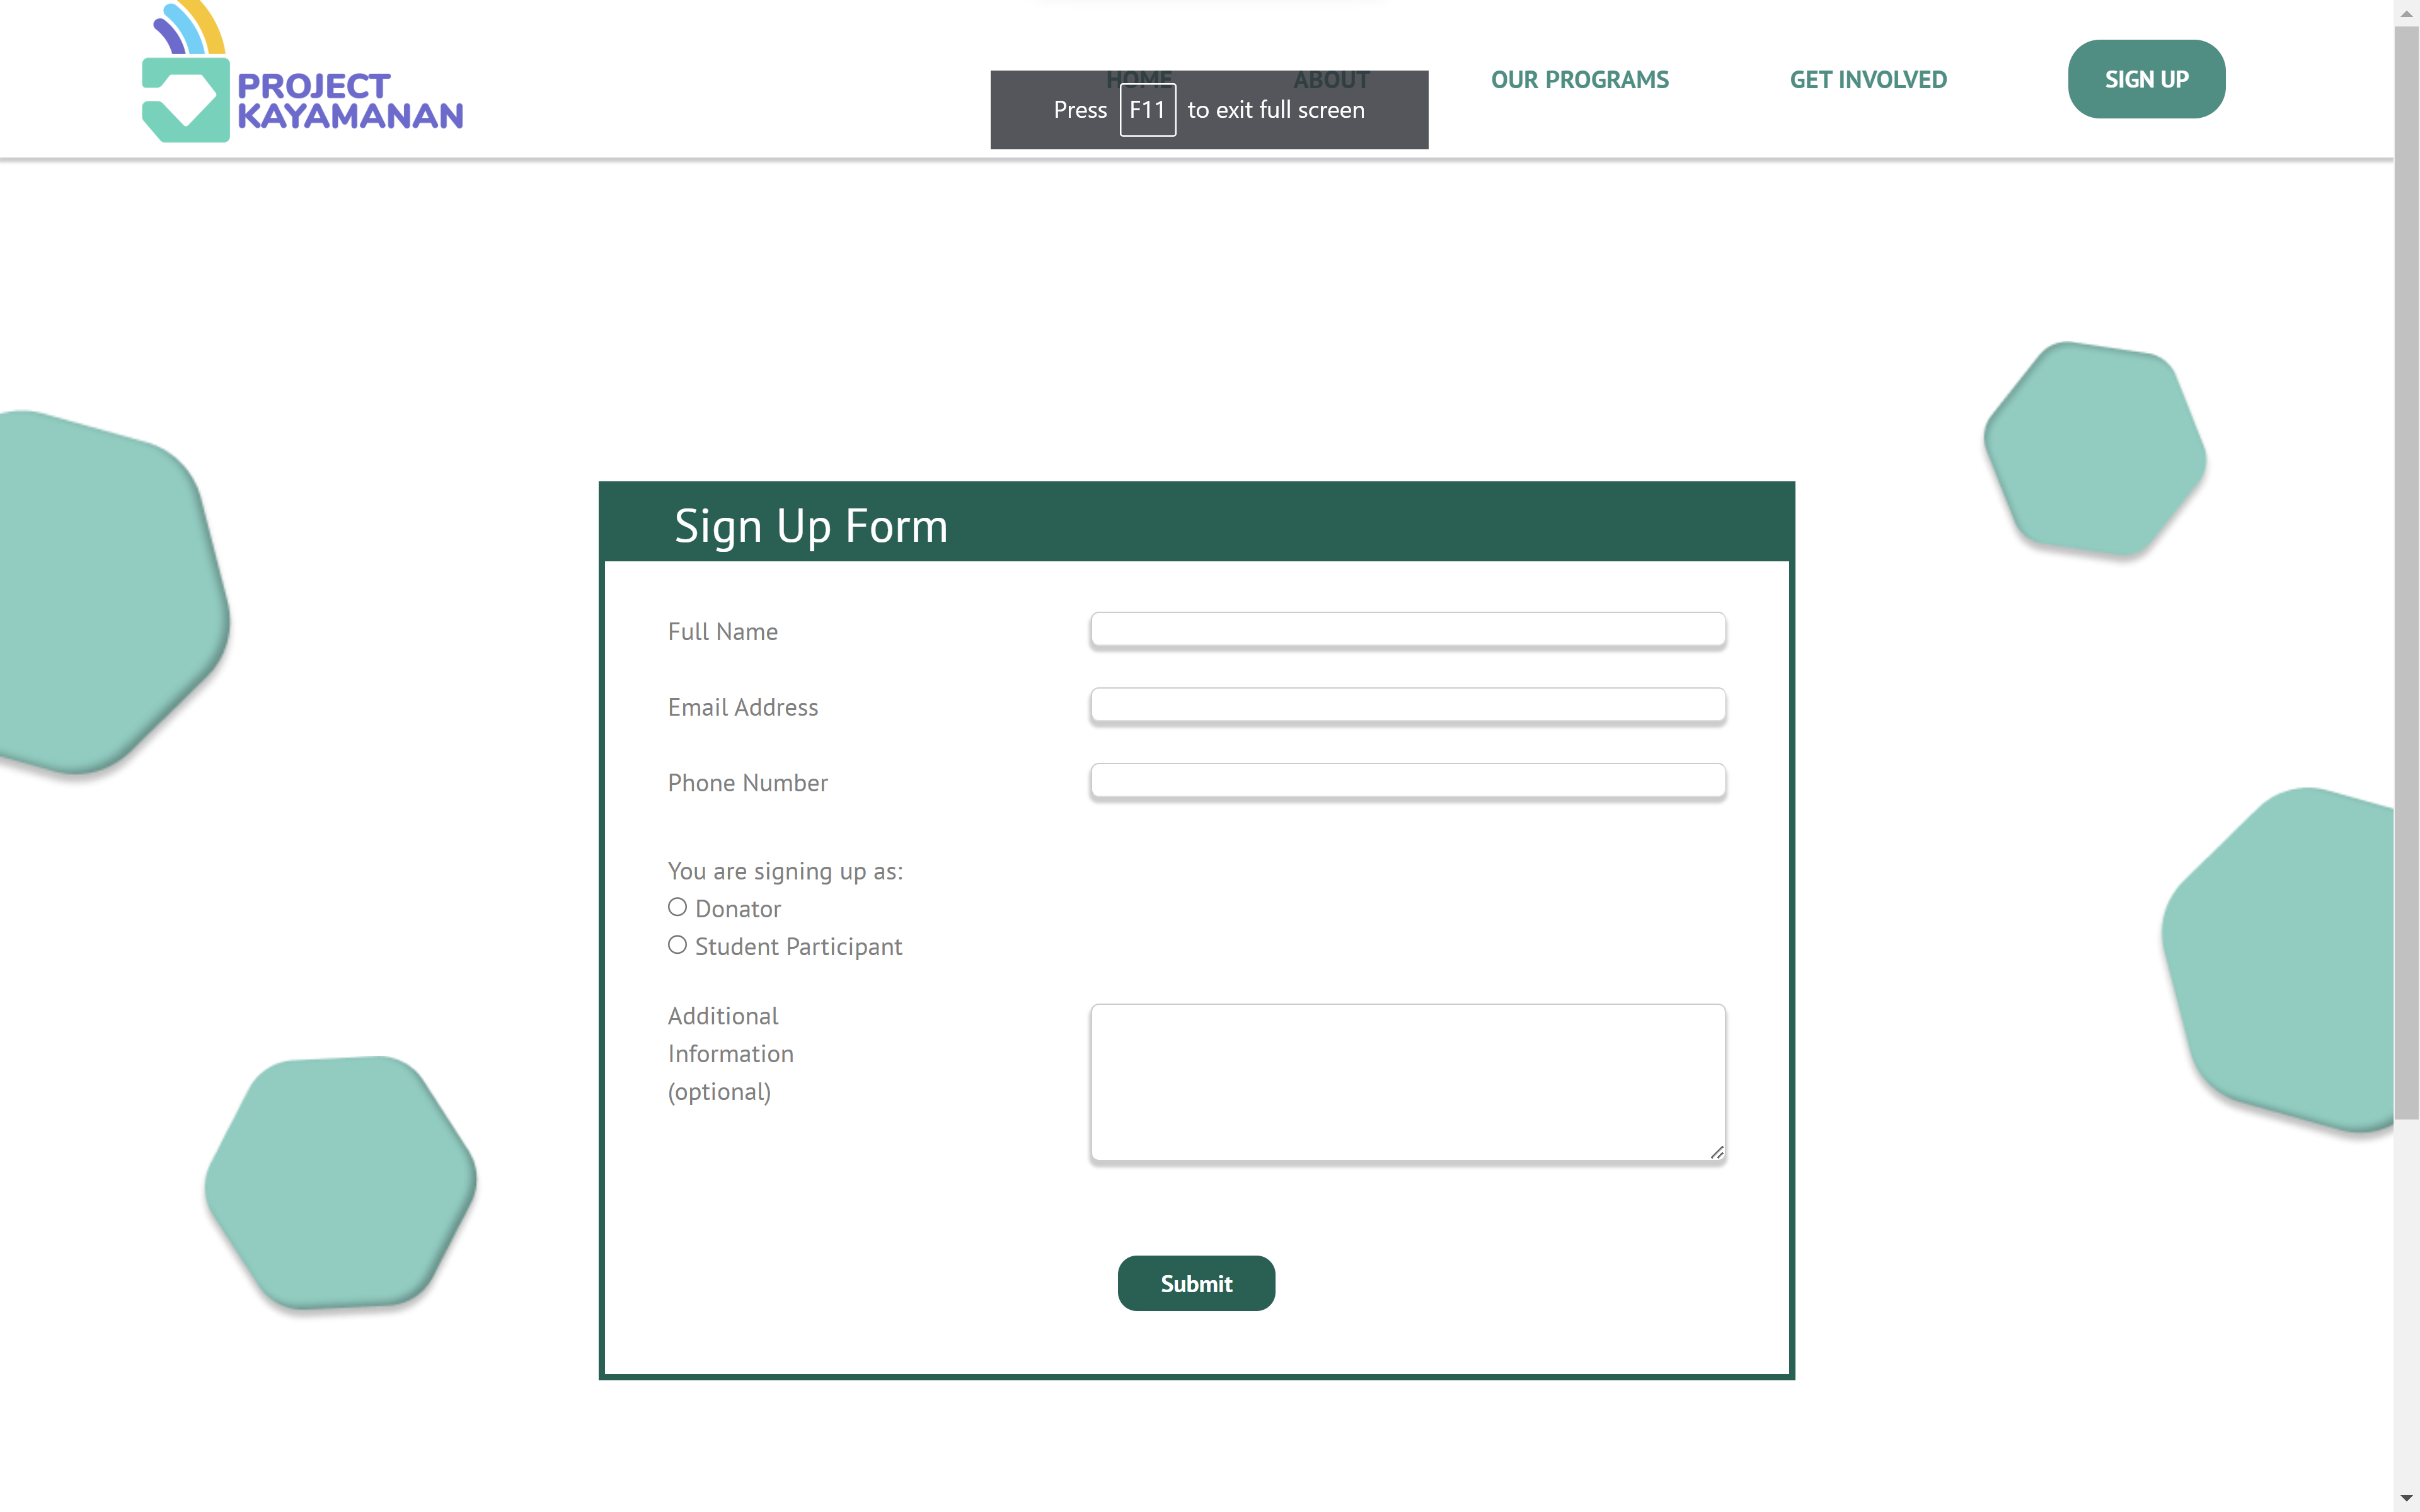 PROJECT
KAYAMANAN
HOME
ABOUT
OUR PROGRAMS
GET INVOLVED
SIGN UP
Press F11 to exit full screen
Sign Up Form
Full Name
Email Address
Phone Number
You are signing up as:
Donator
Student Participant
Additional
Information
(optional)
Submit